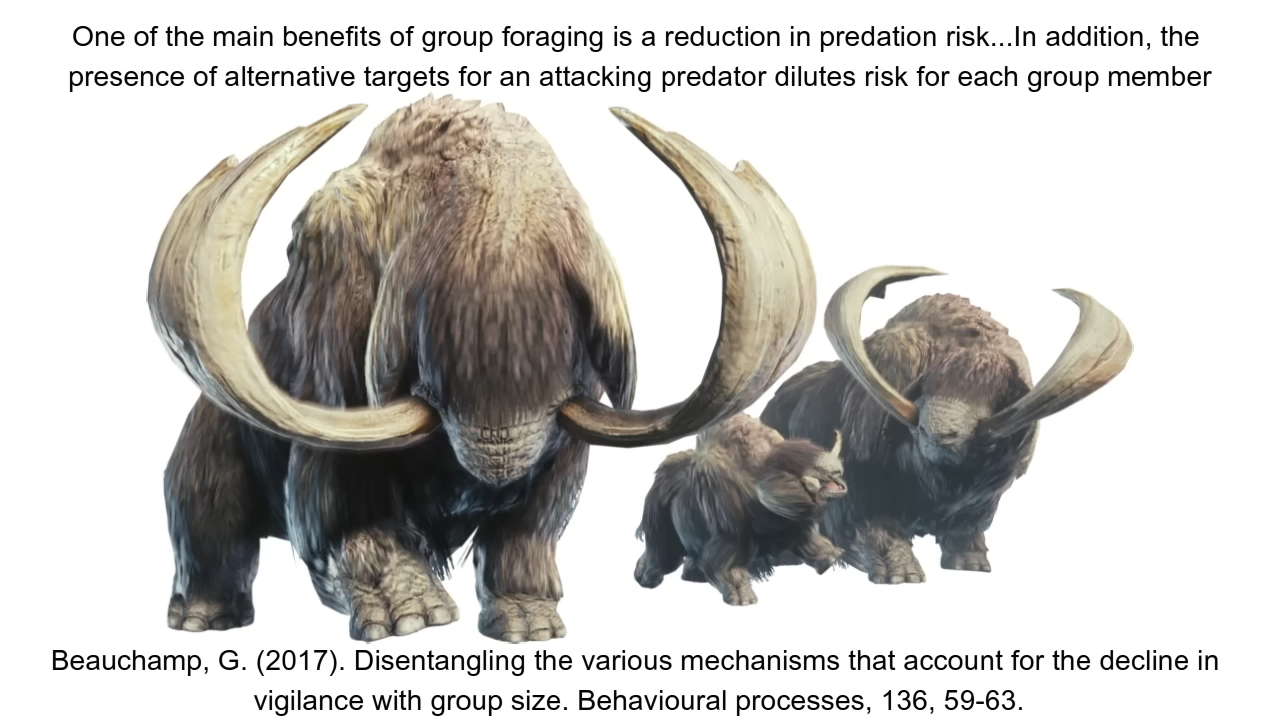 One of the main benefits of group foraging is a reduction in predation risk...In addition, the
presence of alternative targets for an attacking predator dilutes risk for each group member
Beauchamp, G. (2017). Disentangling the various mechanisms that account for the decline in
vigilance with group size. Behavioural processes, 136, 59-63.